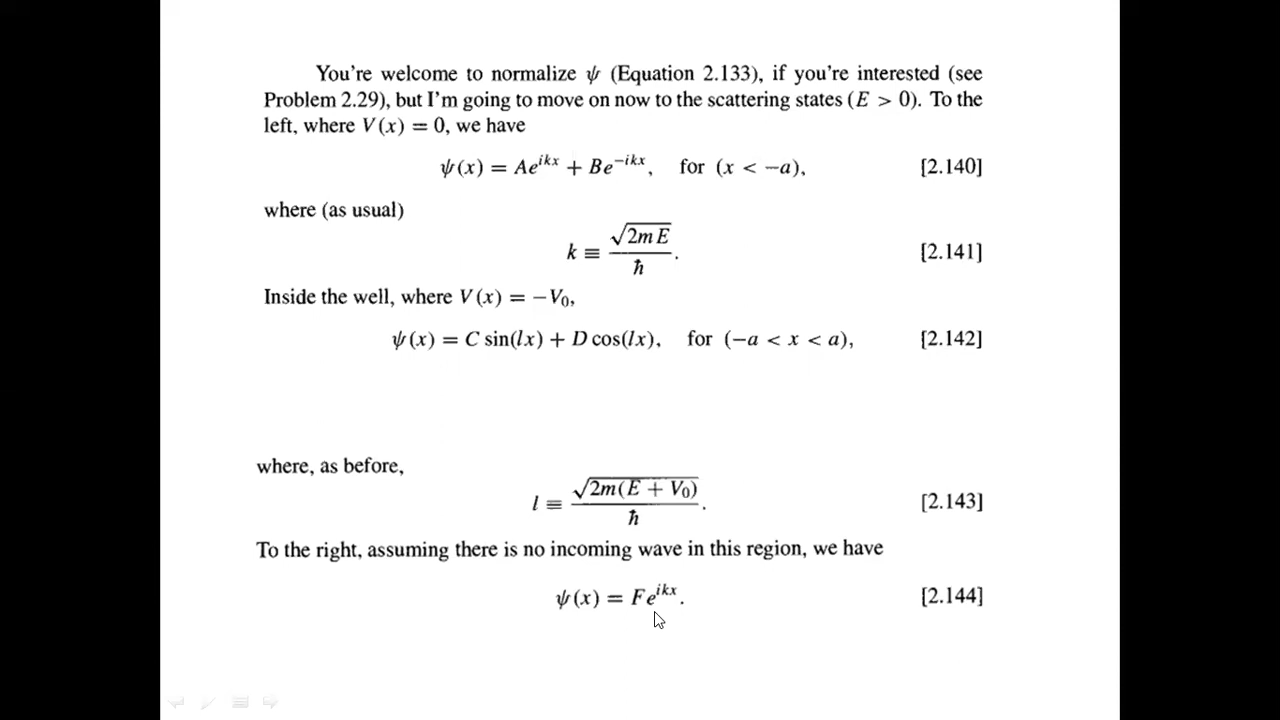 You're welcome to normalize ψ (Equation 2.133), if you're interested (see
Problem 2.29), but I'm going to move on now to the scattering states (E > 0). To the
left, where V(x) = 0, we have
ψ(x) = Ae^{ikx} + Be^{−ikx}, for (x < −a), [2.140]
where (as usual)
k ≡ √(2mE)/ħ. [2.141]
Inside the well, where V(x) = −V₀,
ψ(x) = C sin(lx) + D cos(lx), for (−a < x < a), [2.142]
where, as before,
l ≡ √(2m(E + V₀))/ħ. [2.143]
To the right, assuming there is no incoming wave in this region, we have
ψ(x) = Fe^{ikx}. [2.144]